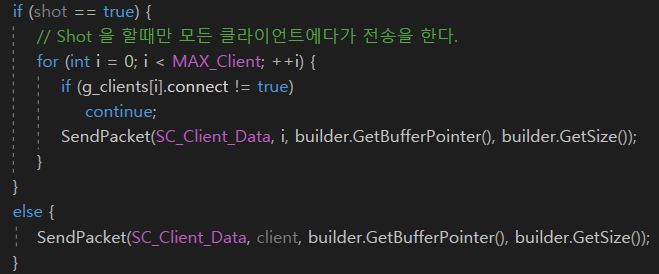 if (shot == true) {
// Shot 을 할때만 모든 클라이언트에다가 전송을 한다.
for (int i = 0; i < MAX_Client; ++i) {
if (g_clients[i].connect != true)
continue;
SendPacket(SC_Client_Data, i, builder.GetBufferPointer(), builder.GetSize());
}
}
else {
SendPacket(SC_Client_Data, client, builder.GetBufferPointer(), builder.GetSize());
}